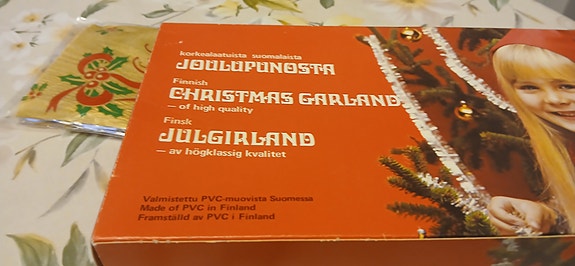 korkealaatuista suomalaista
JOULUPUNOSTA
Finnish
CHRISTMAS GARLAND
— of high quality
Finsk
JULGIRLAND
— av högklassig kvalitet
Valmistettu PVC-muovista Suomessa
Made of PVC in Finland
Framställd av PVC i Finland